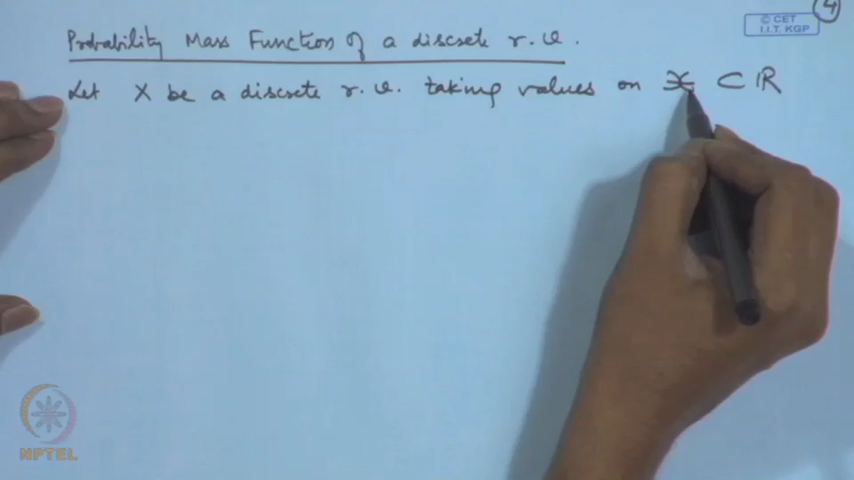 4
© CET
I.I.T. KGP
Probability Mass Function of a discrete r.v.
Let X be a discrete r.v. taking values on 𝒳 ⊂ ℝ
NPTEL